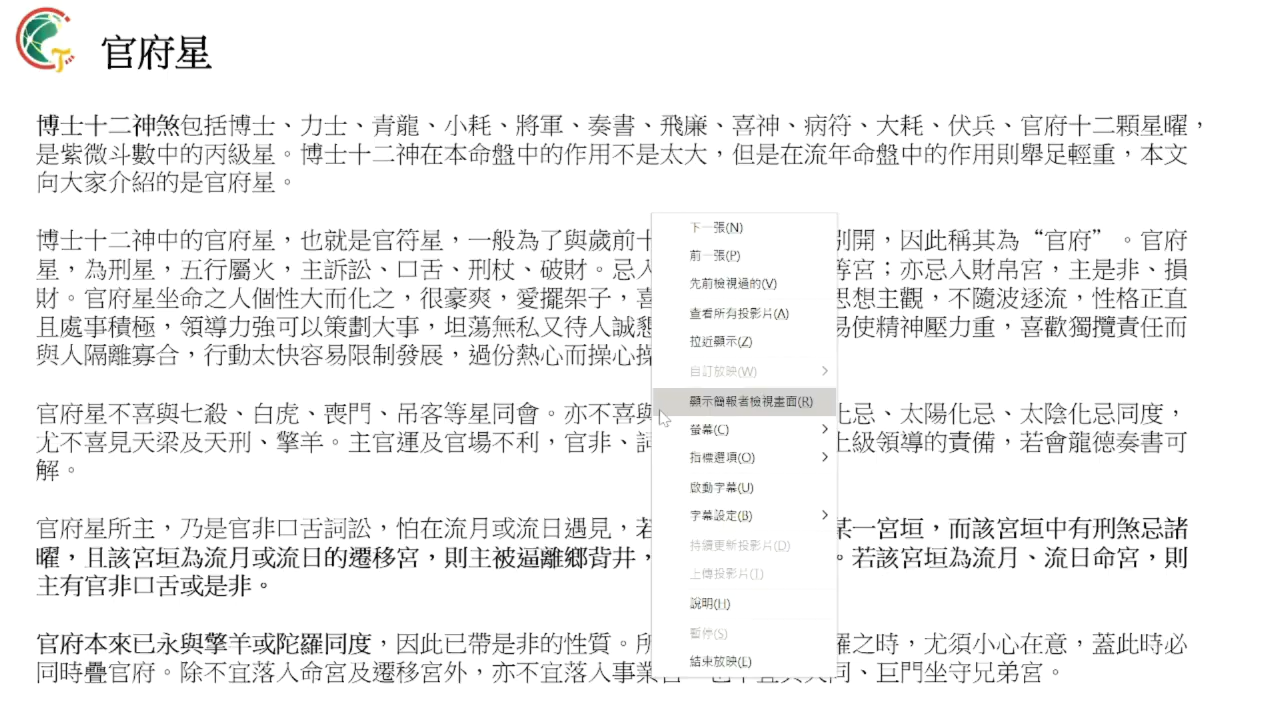 官府星
博士十二神煞包括博士、力士、青龍、小耗、將軍、奏書、飛廉、喜神、病符、大耗、伏兵、官府十二顆星曜，
是紫微斗數中的丙級星。博士十二神在本命盤中的作用不是太大，但是在流年命盤中的作用則舉足輕重，本文
向大家介紹的是官府星。
博士十二神中的官府星，也就是官符星，一般為了與歲前十 別開，因此稱其為“官府”。官府
星，為刑星，五行屬火，主訴訟、口舌、刑杖、破財。忌入 等宮；亦忌入財帛宮，主是非、損
財。官府星坐命之人個性大而化之，很豪爽，愛擺架子，喜 思想主觀，不隨波逐流，性格正直
且處事積極，領導力強可以策劃大事，坦蕩無私又待人誠懇 易使精神壓力重，喜歡獨攬責任而
與人隔離寡合，行動太快容易限制發展，過份熱心而操心操
官府星不喜與七殺、白虎、喪門、吊客等星同會。亦不喜與 化忌、太陽化忌、太陰化忌同度，
尤不喜見天梁及天刑、擎羊。主官運及官場不利，官非、 上級領導的責備，若會龍德奏書可
解。
官府星所主，乃是官非口舌詞訟，怕在流月或流日遇見，若 某一宮垣，而該宮垣中有刑煞忌諸
曜，且該宮垣為流月或流日的遷移宮，則主被逼離鄉背井， 。若該宮垣為流月、流日命宮，則
主有官非口舌或是非。
官府本來已永與擎羊或陀羅同度，因此已帶是非的性質。所 羅之時，尤須小心在意，蓋此時必
同時疊官府。除不宜落入命宮及遷移宮外，亦不宜落入事業 同、巨門坐守兄弟宮。
下一張(N)
前一張(P)
先前檢視過的(V)
查看所有投影片(A)
拉近顯示(Z)
自訂放映(W)
顯示簡報者檢視畫面(R)
螢幕(C)
指標選項(O)
啟動字幕(U)
字幕設定(B)
持續更新投影片(D)
上傳投影片(T)
說明(H)
暫停(S)
結束放映(E)